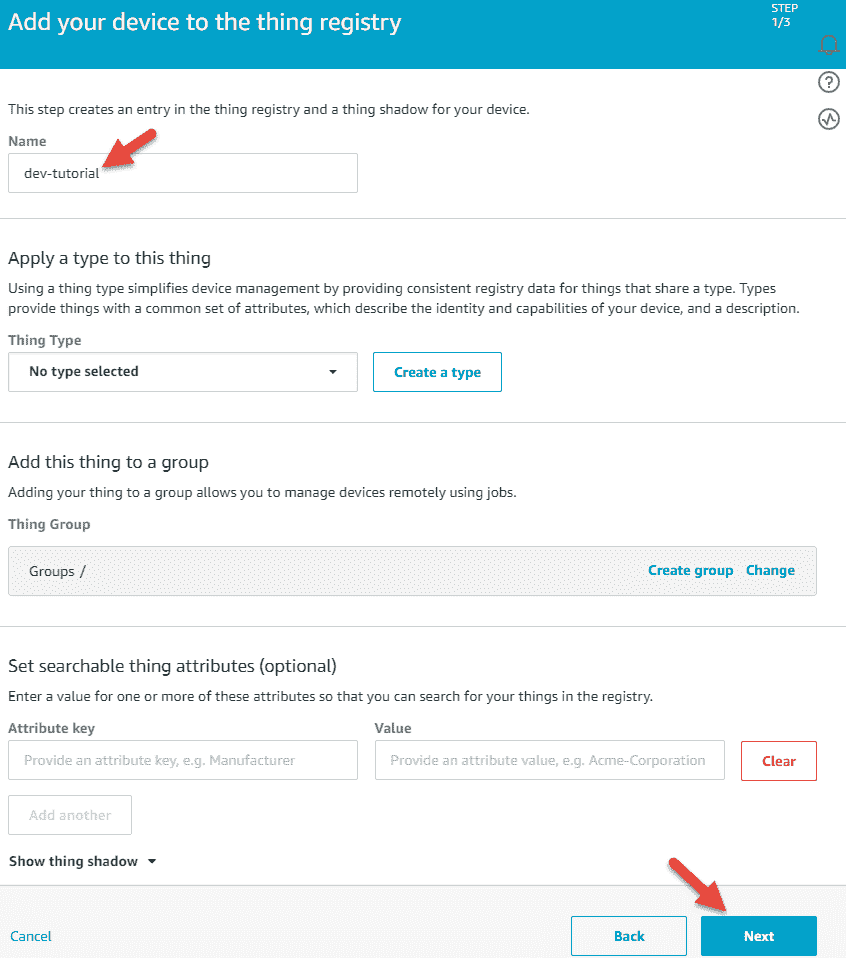 Add your device to the thing registry
STEP
1/3
This step creates an entry in the thing registry and a thing shadow for your device.
Name
dev-tutorial
Apply a type to this thing
Using a thing type simplifies device management by providing consistent registry data for things that share a type. Types
provide things with a common set of attributes, which describe the identity and capabilities of your device, and a description.
Thing Type
No type selected
Create a type
Add this thing to a group
Adding your thing to a group allows you to manage devices remotely using jobs.
Thing Group
Groups /
Create group
Change
Set searchable thing attributes (optional)
Enter a value for one or more of these attributes so that you can search for your things in the registry.
Attribute key
Value
Provide an attribute key, e.g. Manufacturer
Provide an attribute value, e.g. Acme-Corporation
Clear
Add another
Show thing shadow
Cancel
Back
Next